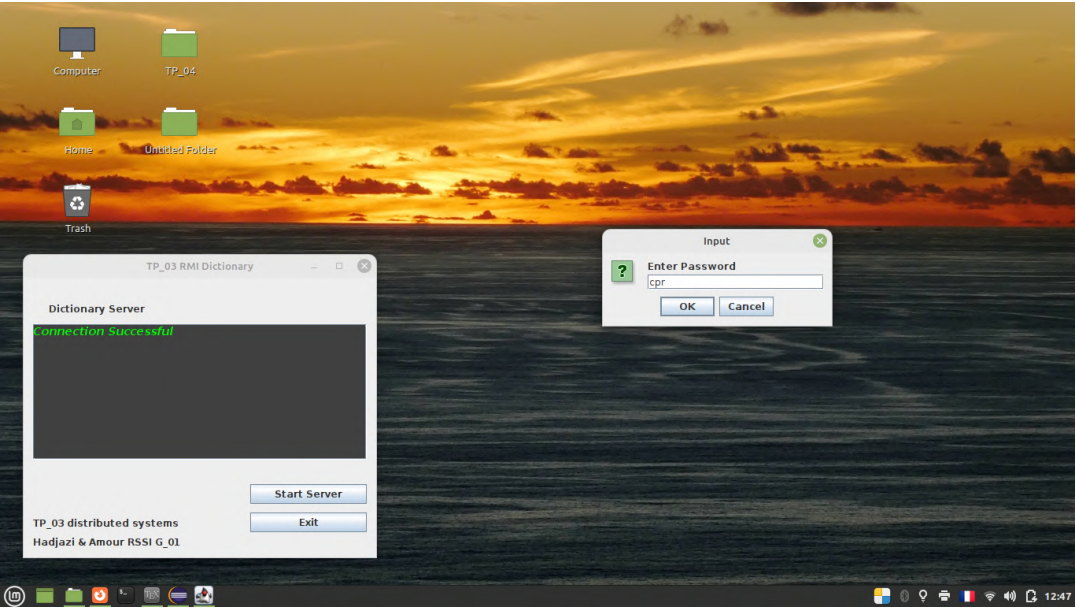 Computer
TP_04
Home
Untitled Folder
Trash
TP_03 RMI Dictionary
Dictionary Server
Connection Successful
Start Server
TP_03 distributed systems
Exit
Hadjazi & Amour RSSI G_01
Input
?
Enter Password
cpr
OK
Cancel
12:47